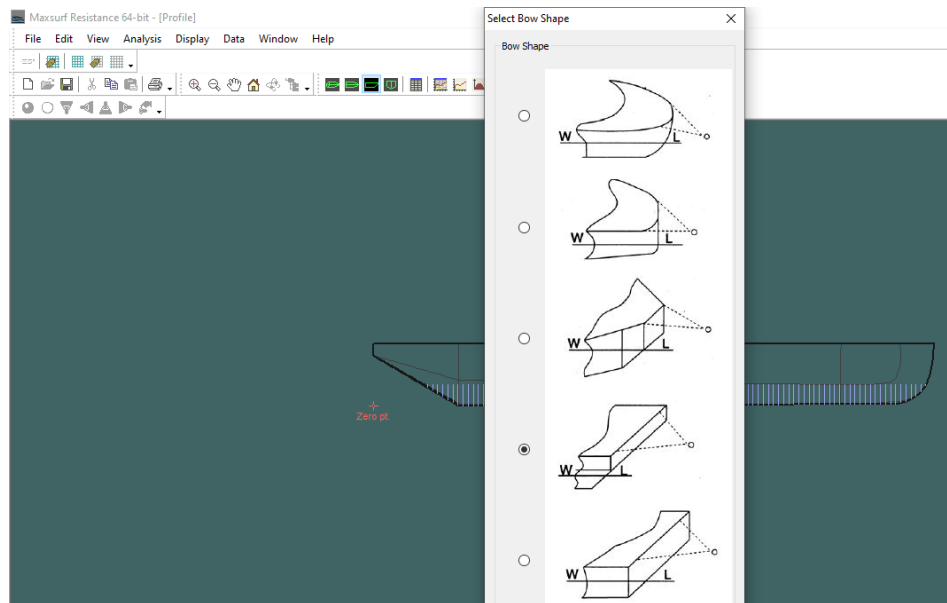 Maxsurf Resistance 64-bit - [Profile]
File Edit View Analysis Display Data Window Help
Zero pt.
Select Bow Shape
Bow Shape
W L
W L
W L
W L
W L